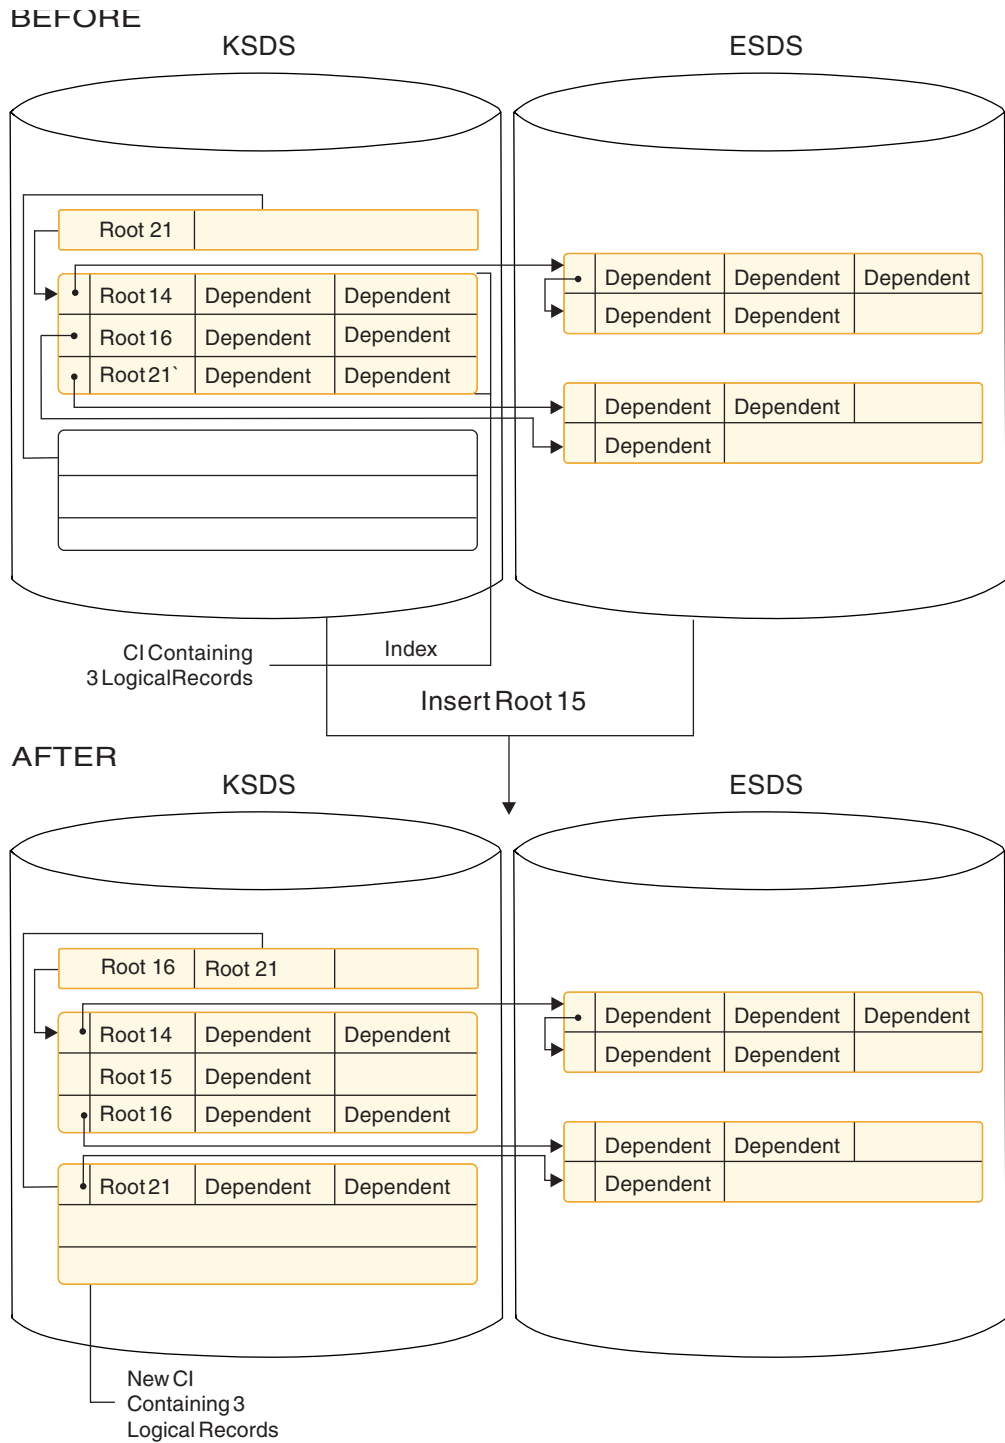 BEFORE
KSDS ESDS
Root 21
Root 14 Dependent Dependent
Root 16 Dependent Dependent
Root 21` Dependent Dependent
Dependent Dependent Dependent
Dependent Dependent
Dependent Dependent
Dependent
CI Containing
3 Logical Records
Index
Insert Root 15
AFTER
KSDS ESDS
Root 16 Root 21
Root 14 Dependent Dependent
Root 15 Dependent
Root 16 Dependent Dependent
Root 21 Dependent Dependent
Dependent Dependent Dependent
Dependent Dependent
Dependent Dependent
Dependent
New CI
Containing 3
Logical Records